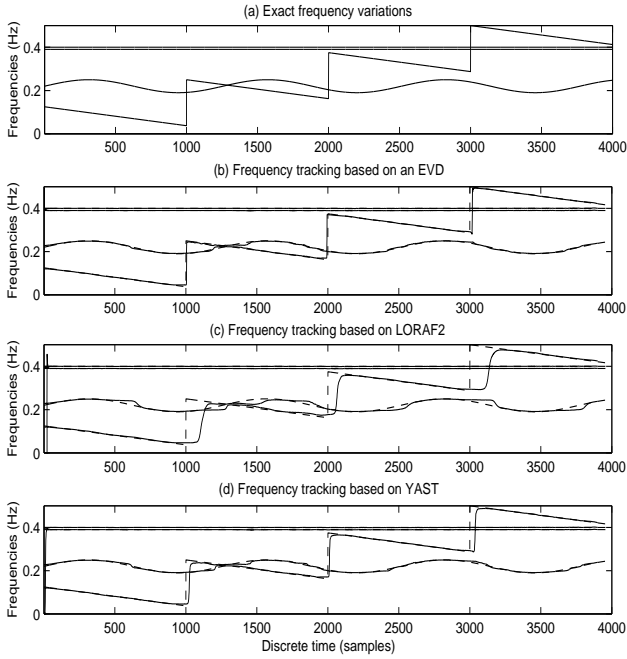 (a) Exact frequency variations
Frequencies (Hz)
0.4
0.2
0
500 1000 1500 2000 2500 3000 3500 4000
(b) Frequency tracking based on an EVD
Frequencies (Hz)
0.4
0.2
0
500 1000 1500 2000 2500 3000 3500 4000
(c) Frequency tracking based on LORAF2
Frequencies (Hz)
0.4
0.2
0
500 1000 1500 2000 2500 3000 3500 4000
(d) Frequency tracking based on YAST
Frequencies (Hz)
0.4
0.2
0
500 1000 1500 2000 2500 3000 3500 4000
Discrete time (samples)